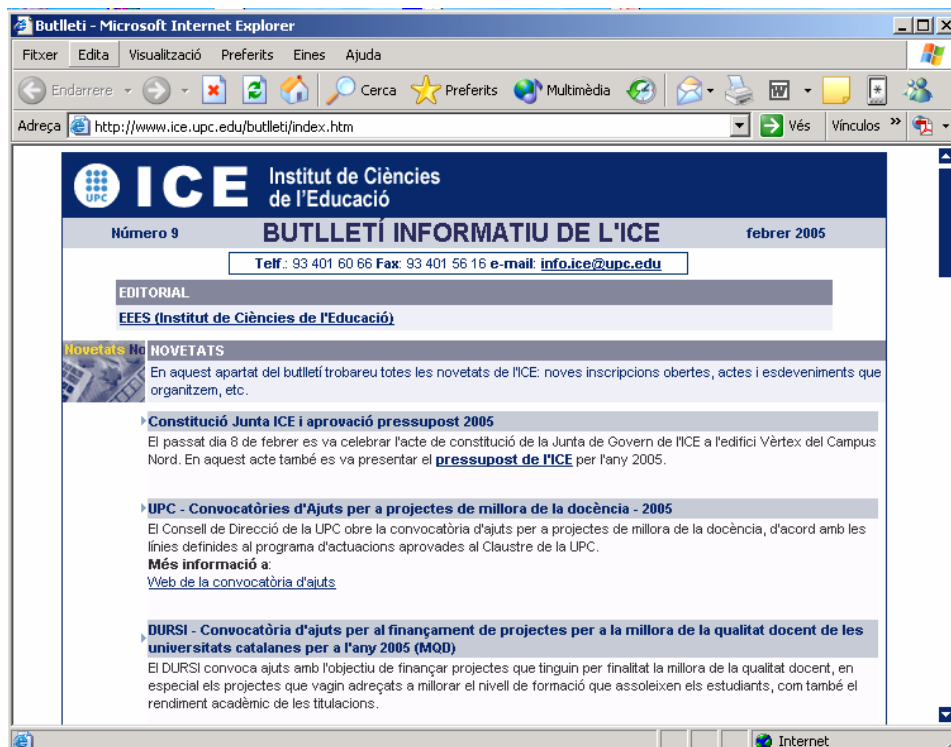 Butlleti - Microsoft Internet Explorer
Fitxer Edita Visualització Preferits Eines Ajuda
Endarrere Cerca Preferits Multimèdia
Adreça http://www.ice.upc.edu/butlleti/index.htm Vés Vínculos »
UPC ICE Institut de Ciències
de l'Educació
Número 9 BUTLLETÍ INFORMATIU DE L'ICE febrer 2005
Telf.: 93 401 60 66 Fax: 93 401 56 16 e-mail: info.ice@upc.edu
EDITORIAL
EEES (Institut de Ciències de l'Educació)
Novetats No NOVETATS
En aquest apartat del butlletí trobareu totes les novetats de l'ICE: noves inscripcions obertes, actes i esdeveniments que
organitzem, etc.
Constitució Junta ICE i aprovació pressupost 2005
El passat dia 8 de febrer es va celebrar l'acte de constitució de la Junta de Govern de l'ICE a l'edifici Vèrtex del Campus
Nord. En aquest acte també es va presentar el pressupost de l'ICE per l'any 2005.
UPC - Convocatòries d'Ajuts per a projectes de millora de la docència - 2005
El Consell de Direcció de la UPC obre la convocatòria d'ajuts per a projectes de millora de la docència, d'acord amb les
línies definides al programa d'actuacions aprovades al Claustre de la UPC.
Més informació a:
Web de la convocatòria d'ajuts
DURSI - Convocatòria d'ajuts per al finançament de projectes per a la millora de la qualitat docent de les
universitats catalanes per a l'any 2005 (MQD)
El DURSI convoca ajuts amb l'objectiu de finançar projectes que tinguin per finalitat la millora de la qualitat docent, en
especial els projectes que vagin adreçats a millorar el nivell de formació que assoleixen els estudiants, com també el
rendiment acadèmic de les titulacions.
Internet